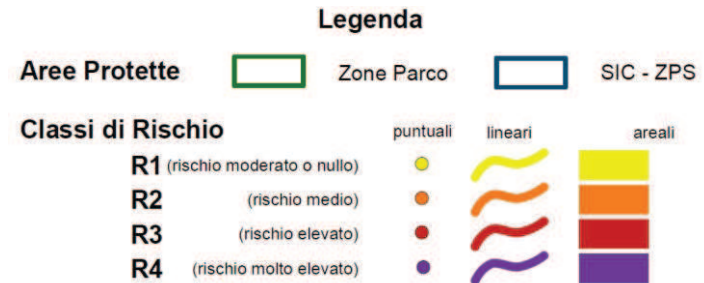 Legenda
Aree Protette Zone Parco SIC - ZPS
Classi di Rischio puntuali lineari areali
R1 (rischio moderato o nullo)
R2 (rischio medio)
R3 (rischio elevato)
R4 (rischio molto elevato)